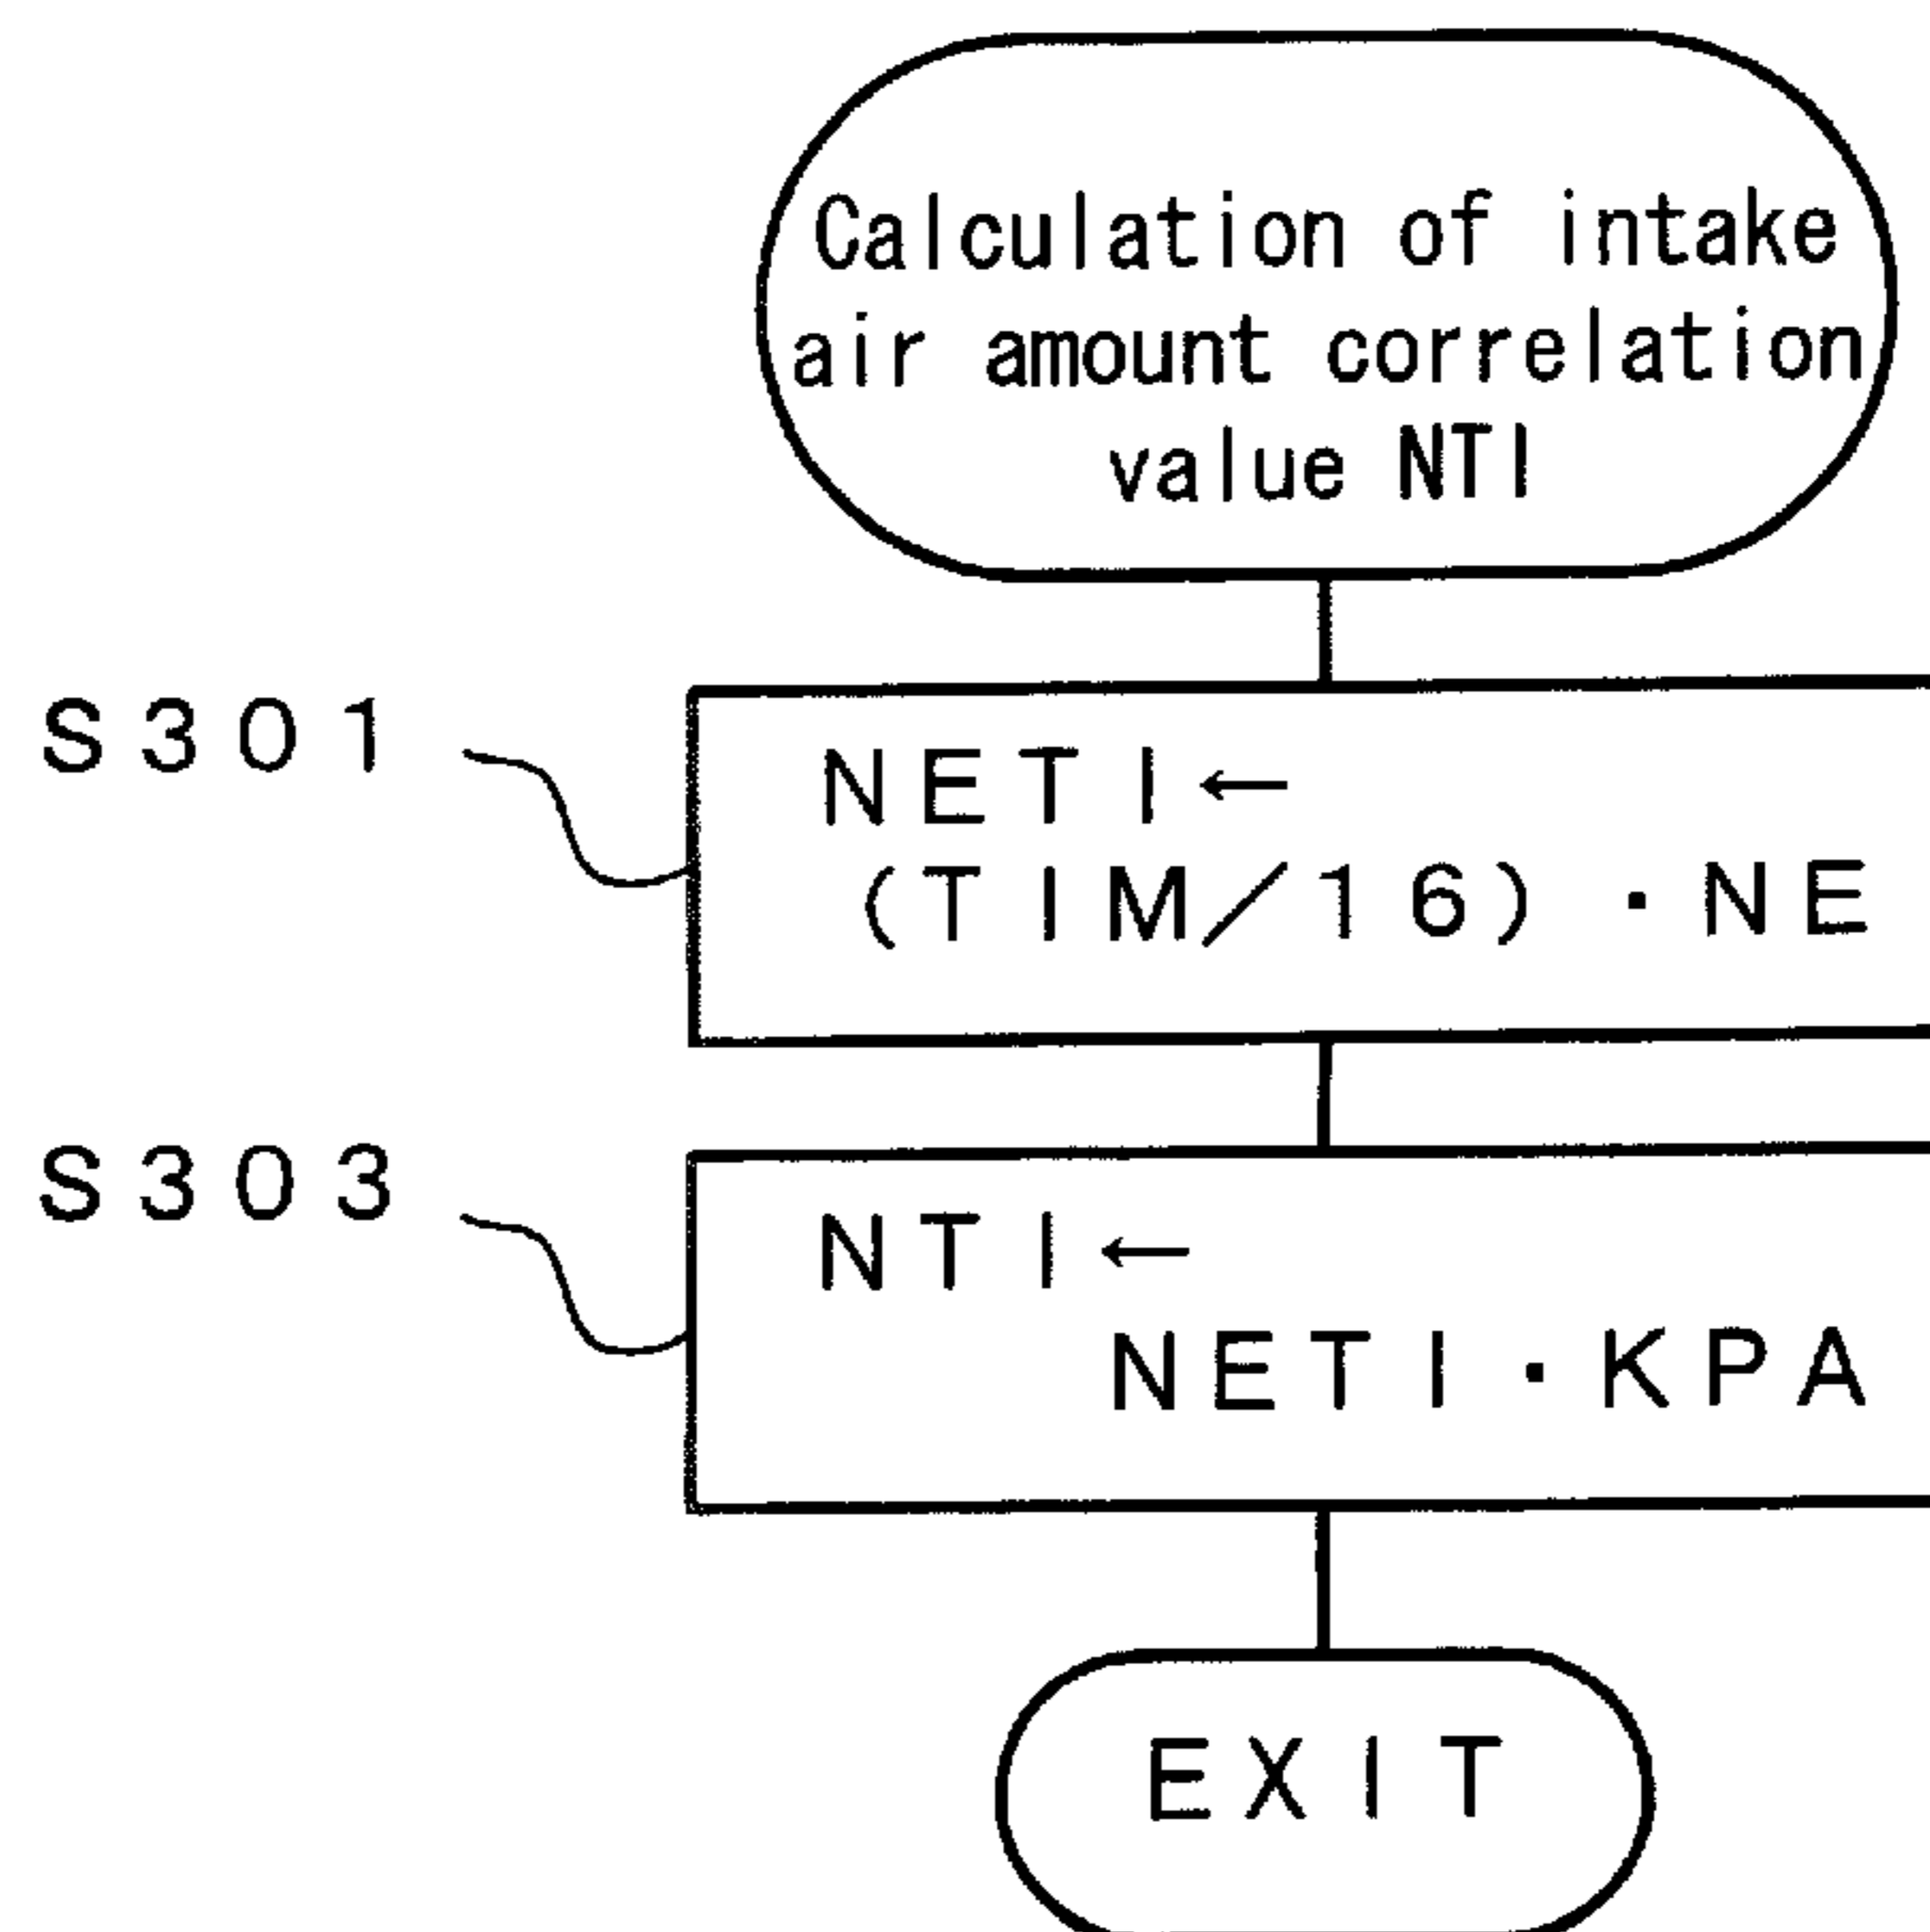 Calculation of intake
air amount correlation
value NTI
S301
NETI←
(TIM/16)・NE
S303
NTI←
NETI・KPA
EXIT